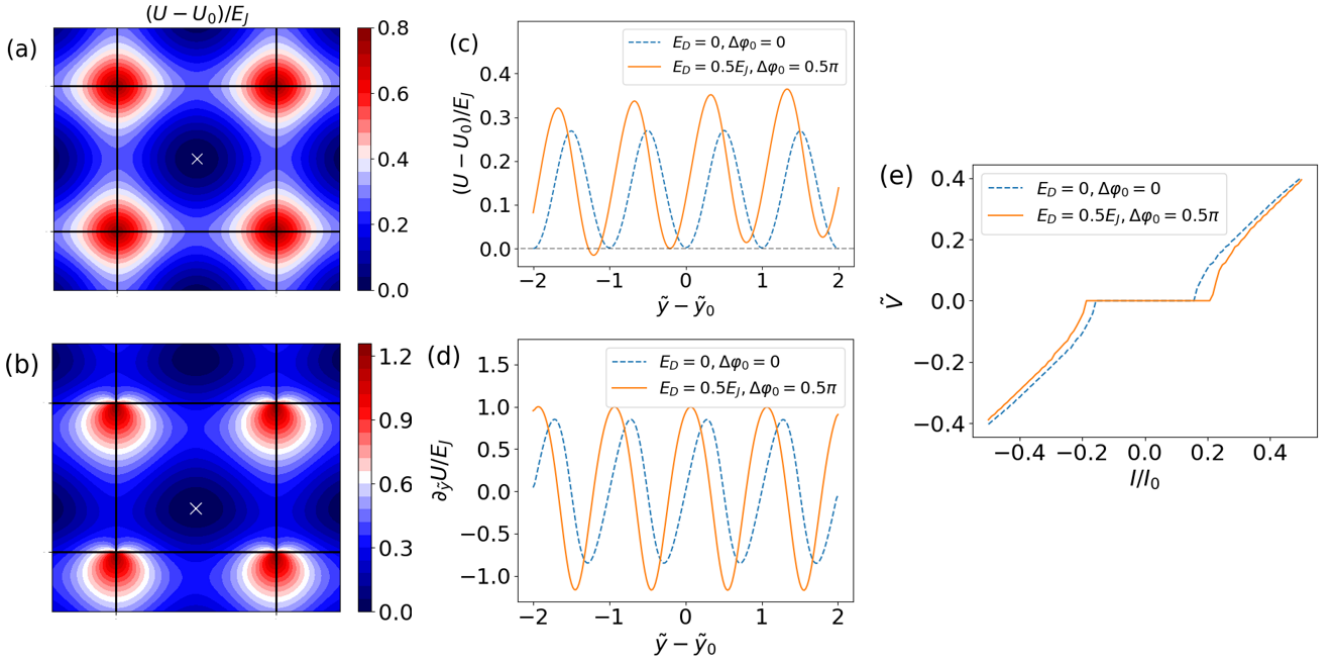 (U − U₀)/E_J
(a)
0.8
0.6
0.4
0.2
0.0
(b)
1.2
0.9
0.6
0.3
0.0
(c)
E_D = 0, Δφ₀ = 0
E_D = 0.5E_J, Δφ₀ = 0.5π
(U − U₀)/E_J
0.4
0.3
0.2
0.1
0.0
−2 −1 0 1 2
ỹ − ỹ₀
(d)
E_D = 0, Δφ₀ = 0
E_D = 0.5E_J, Δφ₀ = 0.5π
∂_ỹU/E_J
1.5
1.0
0.5
0.0
−0.5
−1.0
−2 −1 0 1 2
ỹ − ỹ₀
(e)
E_D = 0, Δφ₀ = 0
E_D = 0.5E_J, Δφ₀ = 0.5π
Ṽ
0.4
0.2
0.0
−0.2
−0.4
−0.4 −0.2 0.0 0.2 0.4
I/I₀